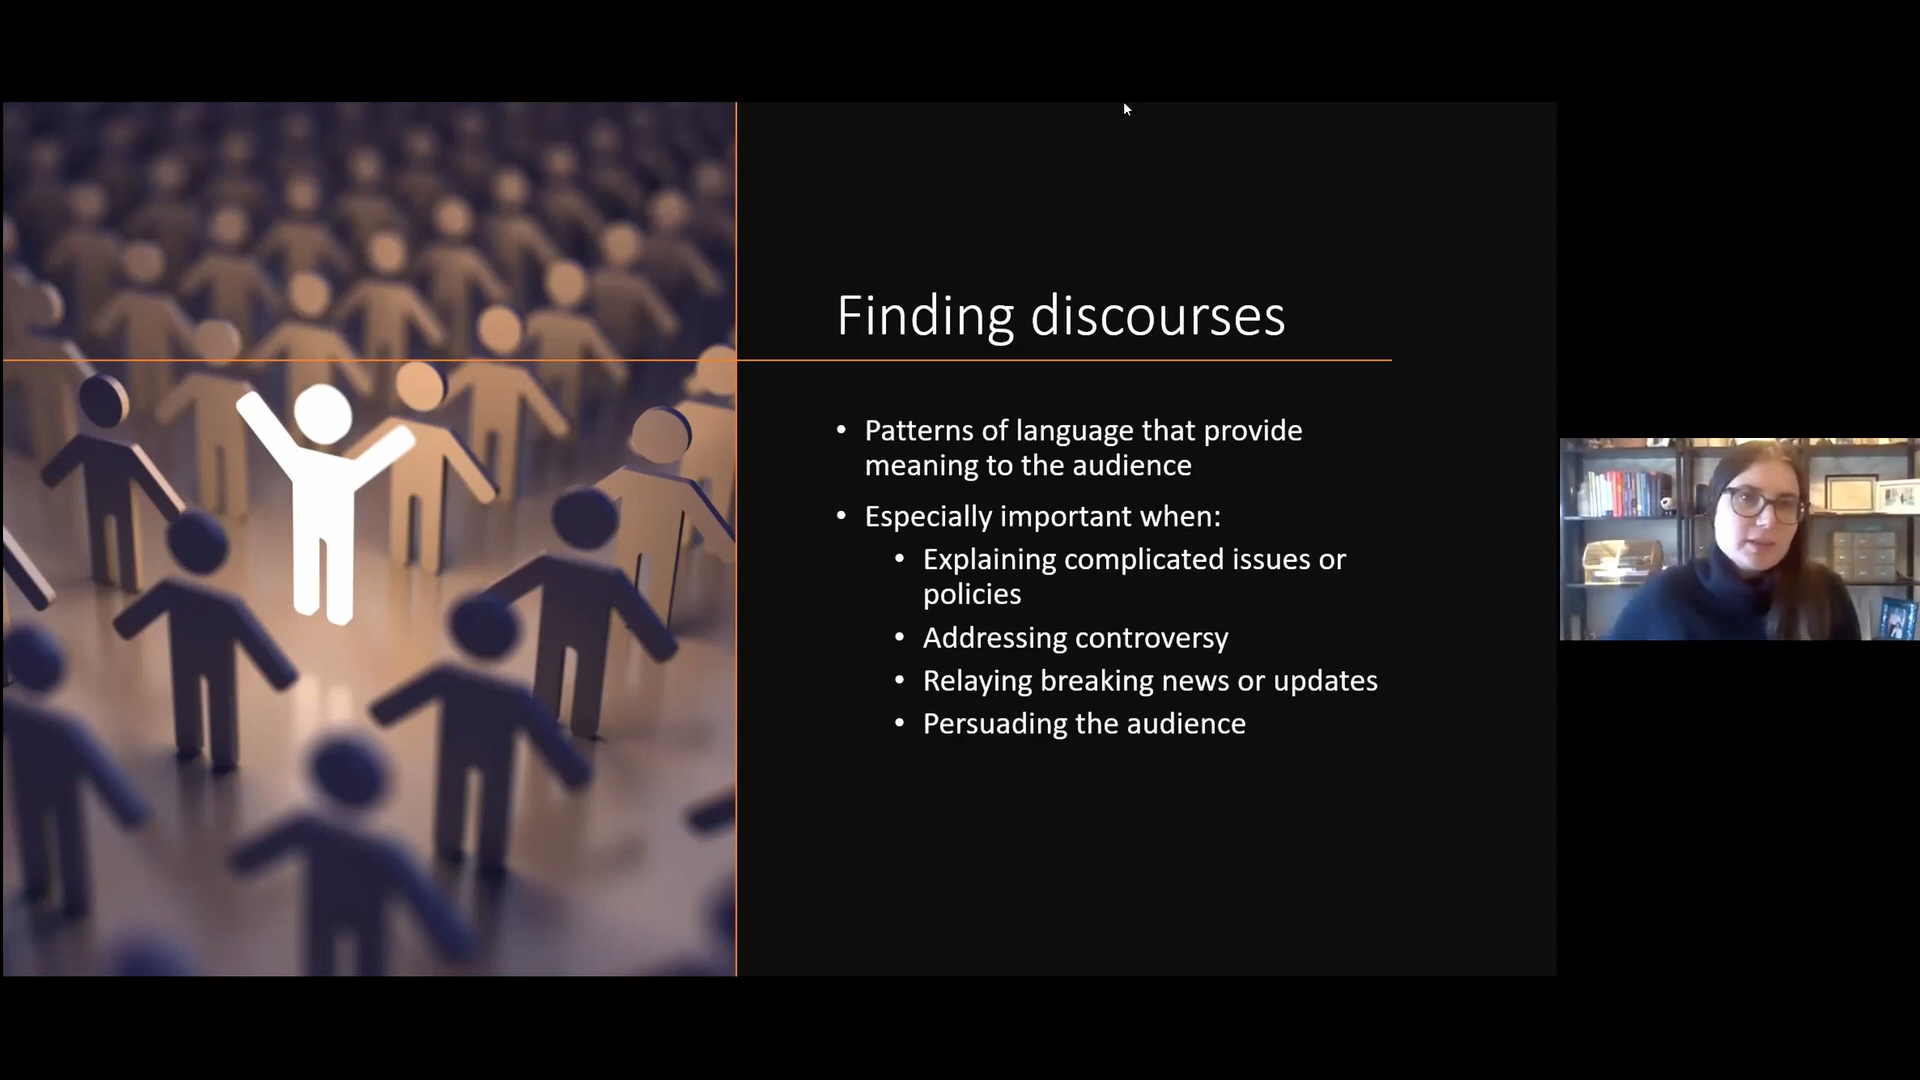 Finding discourses
• Patterns of language that provide
meaning to the audience
• Especially important when:
• Explaining complicated issues or
policies
• Addressing controversy
• Relaying breaking news or updates
• Persuading the audience